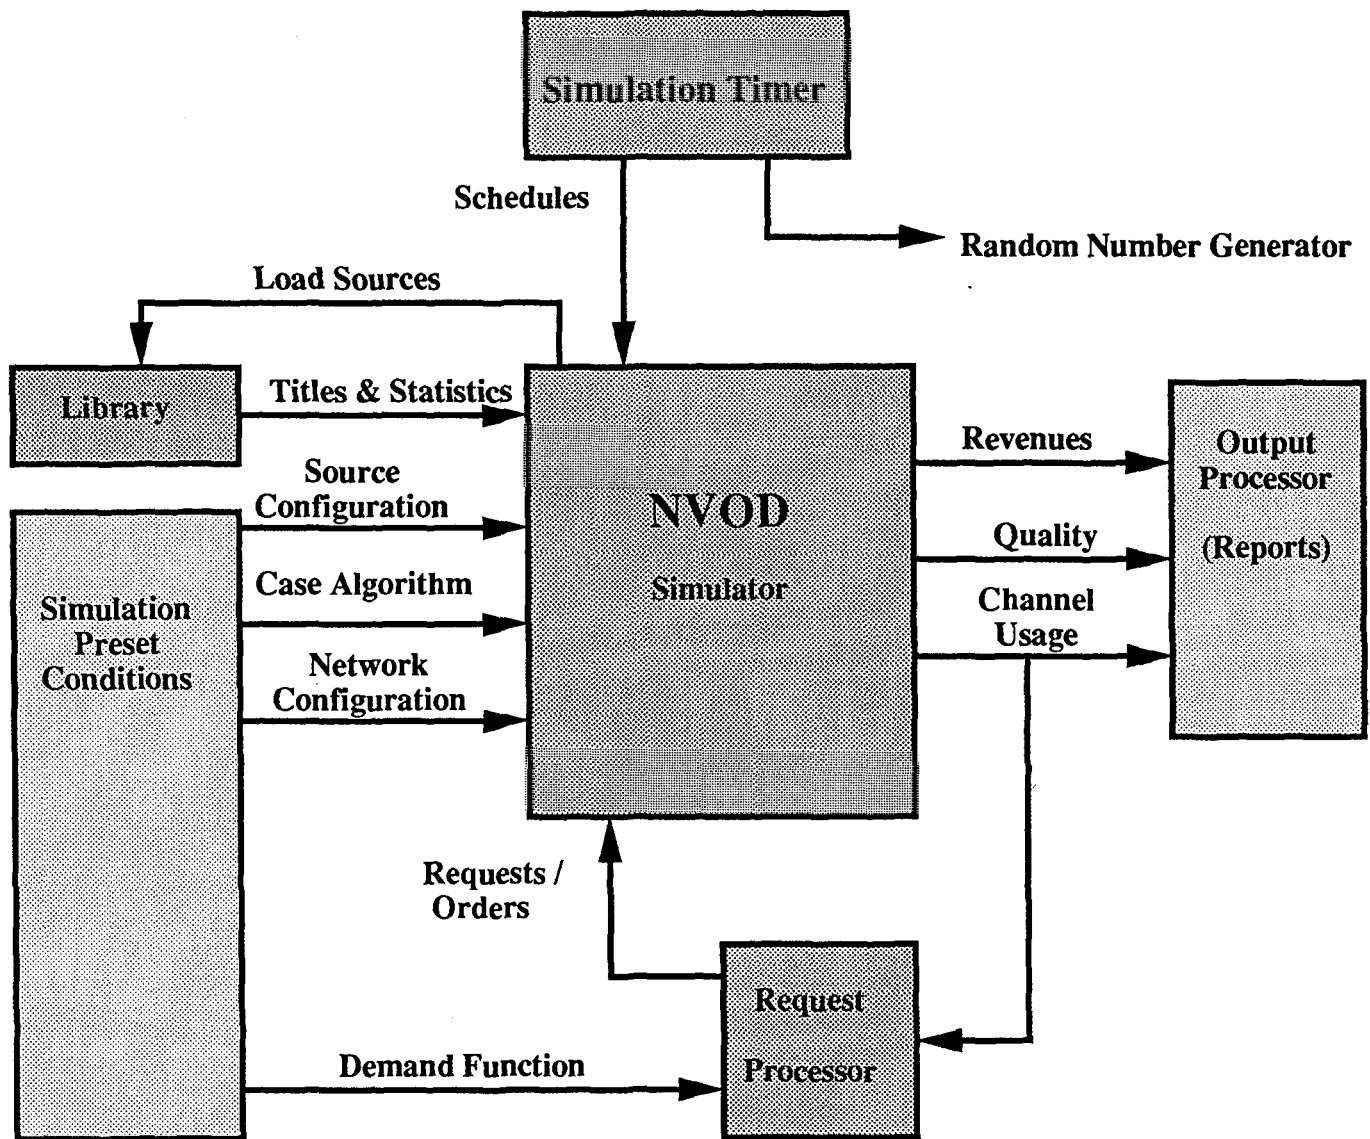 Simulation Timer
Schedules
Random Number Generator
Load Sources
Library
Titles & Statistics
Source
Configuration
Case Algorithm
Network
Configuration
Simulation
Preset
Conditions
NVOD
Simulator
Revenues
Quality
Channel
Usage
Output
Processor
(Reports)
Requests /
Orders
Request
Processor
Demand Function